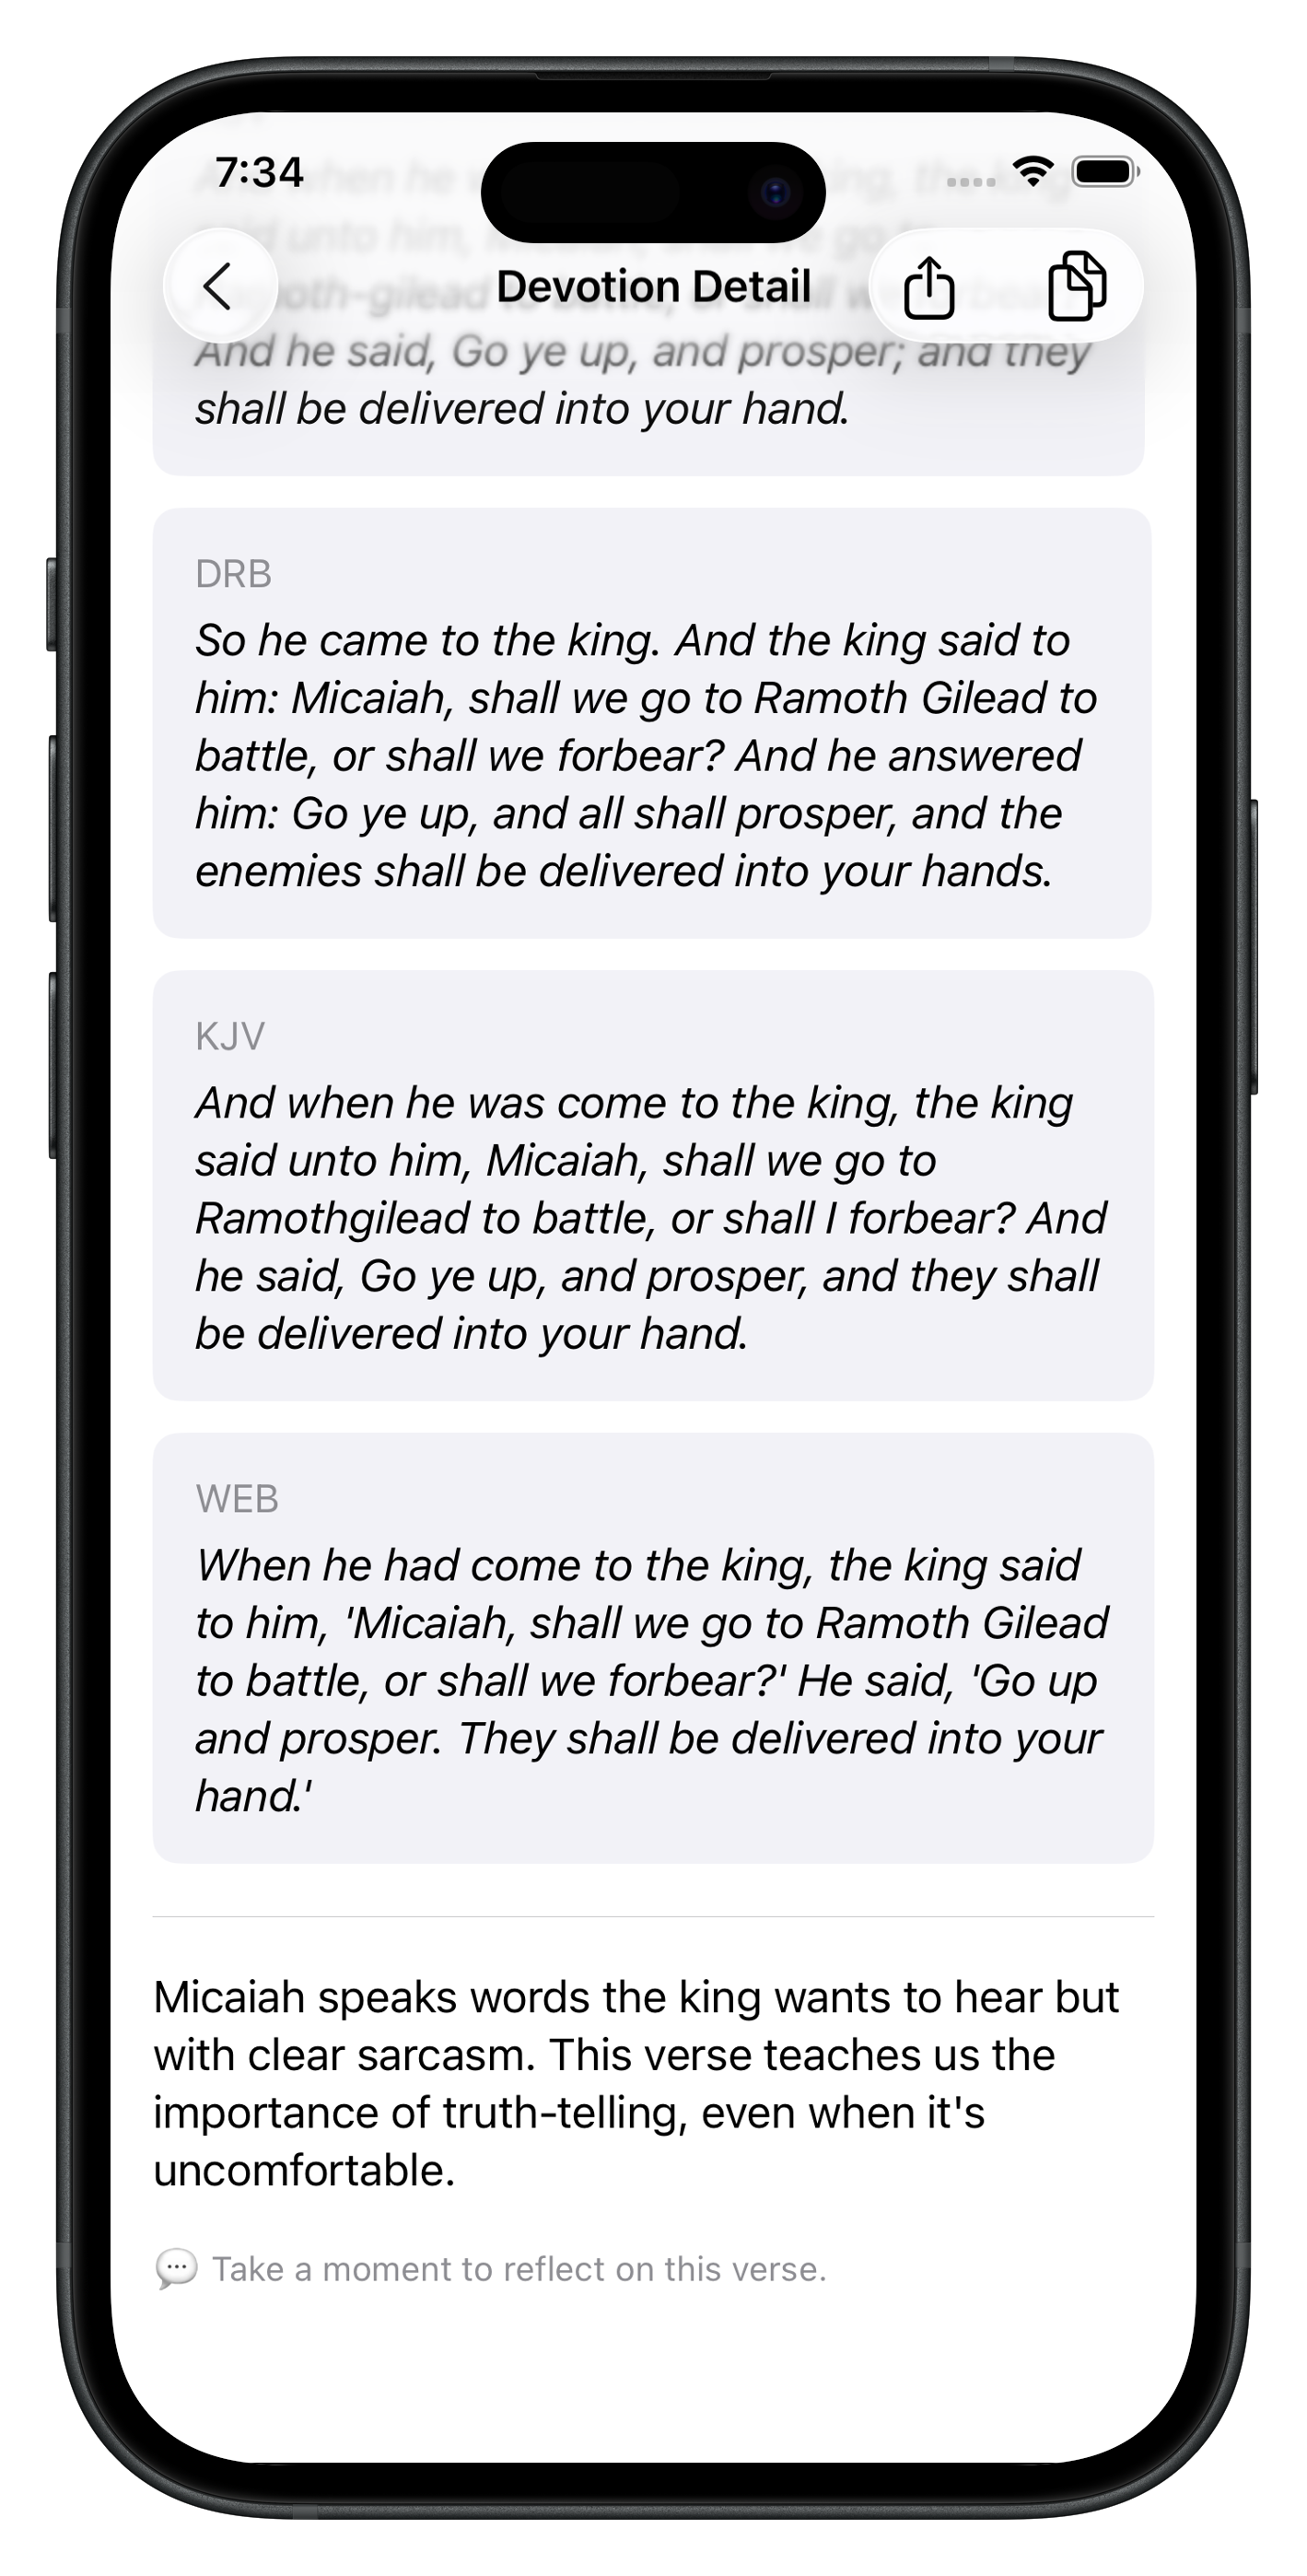 7:34
Devotion Detail
And he said, Go ye up, and prosper; and they
shall be delivered into your hand.
DRB
So he came to the king. And the king said to
him: Micaiah, shall we go to Ramoth Gilead to
battle, or shall we forbear? And he answered
him: Go ye up, and all shall prosper, and the
enemies shall be delivered into your hands.
KJV
And when he was come to the king, the king
said unto him, Micaiah, shall we go to
Ramothgilead to battle, or shall I forbear? And
he said, Go ye up, and prosper, and they shall
be delivered into your hand.
WEB
When he had come to the king, the king said
to him, 'Micaiah, shall we go to Ramoth Gilead
to battle, or shall we forbear?' He said, 'Go up
and prosper. They shall be delivered into your
hand.'
Micaiah speaks words the king wants to hear but
with clear sarcasm. This verse teaches us the
importance of truth-telling, even when it's
uncomfortable.
Take a moment to reflect on this verse.